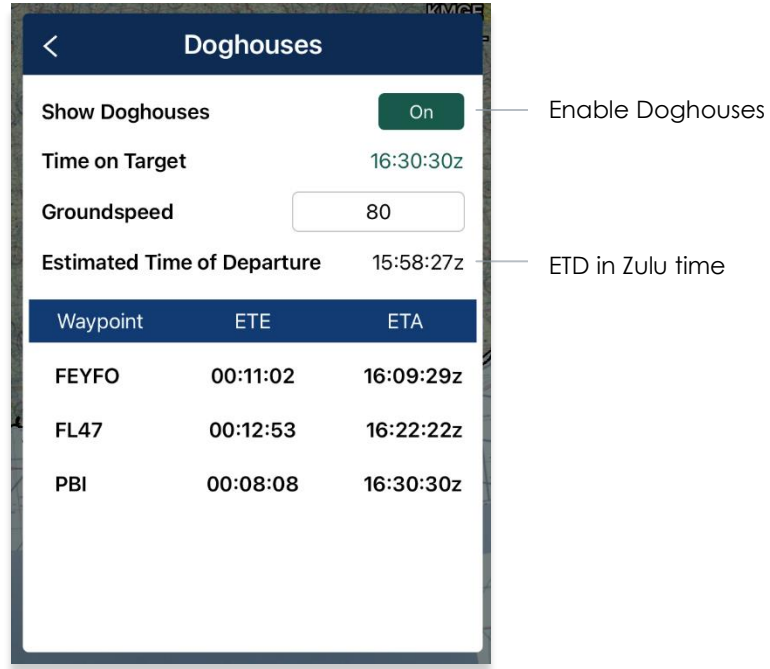 KMGE
< Doghouses
Show Doghouses On Enable Doghouses
Time on Target 16:30:30z
Groundspeed 80
Estimated Time of Departure 15:58:27z ETD in Zulu time
Waypoint ETE ETA
FEYFO 00:11:02 16:09:29z
FL47 00:12:53 16:22:22z
PBI 00:08:08 16:30:30z